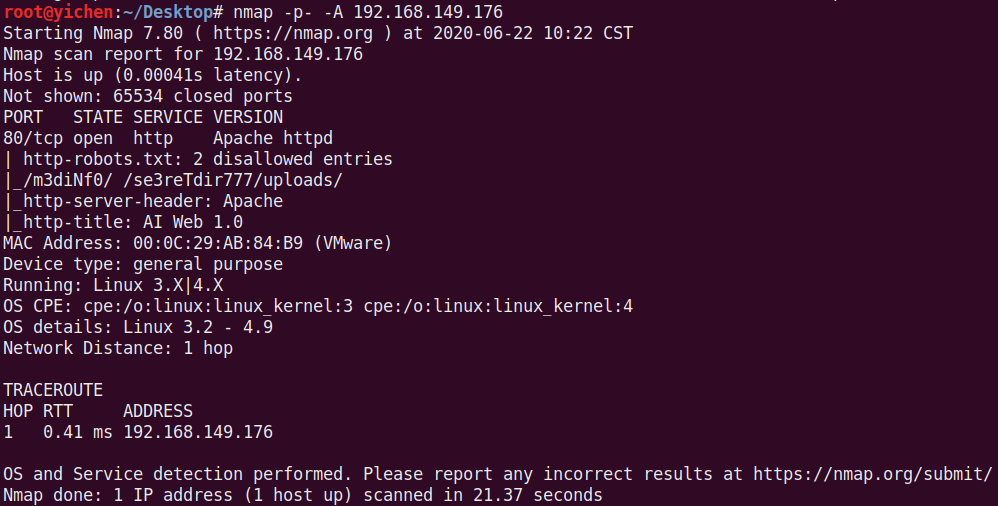 root@yichen:~/Desktop# nmap -p- -A 192.168.149.176
Starting Nmap 7.80 ( https://nmap.org ) at 2020-06-22 10:22 CST
Nmap scan report for 192.168.149.176
Host is up (0.00041s latency).
Not shown: 65534 closed ports
PORT   STATE SERVICE VERSION
80/tcp open  http    Apache httpd
| http-robots.txt: 2 disallowed entries
|_/m3diNf0/ /se3reTdir777/uploads/
|_http-server-header: Apache
|_http-title: AI Web 1.0
MAC Address: 00:0C:29:AB:84:B9 (VMware)
Device type: general purpose
Running: Linux 3.X|4.X
OS CPE: cpe:/o:linux:linux_kernel:3 cpe:/o:linux:linux_kernel:4
OS details: Linux 3.2 - 4.9
Network Distance: 1 hop

TRACEROUTE
HOP RTT     ADDRESS
1   0.41 ms 192.168.149.176

OS and Service detection performed. Please report any incorrect results at https://nmap.org/submit/
Nmap done: 1 IP address (1 host up) scanned in 21.37 seconds